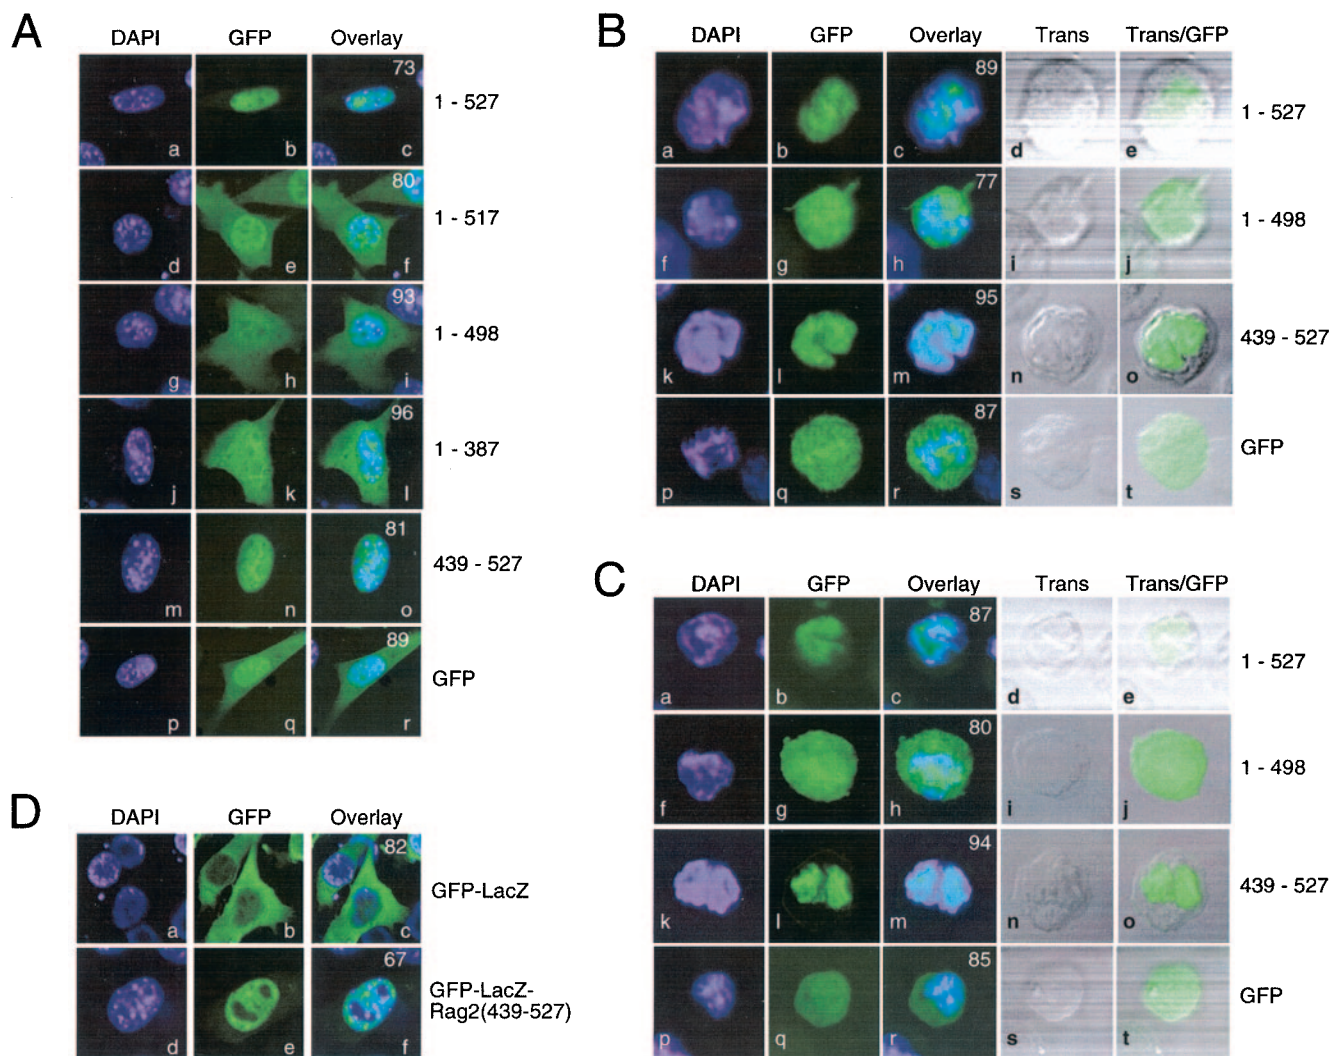 A
DAPI GFP Overlay
73
a b c
1 - 527
80
d e f
1 - 517
93
g h i
1 - 498
96
j k l
1 - 387
81
m n o
439 - 527
89
p q r
GFP
B
DAPI GFP Overlay Trans Trans/GFP
89
a b c d e
1 - 527
77
f g h i j
1 - 498
95
k l m n o
439 - 527
87
p q r s t
GFP
C
DAPI GFP Overlay Trans Trans/GFP
87
a b c d e
1 - 527
80
f g h i j
1 - 498
94
k l m n o
439 - 527
85
p q r s t
GFP
D
DAPI GFP Overlay
82
a b c
GFP-LacZ
67
d e f
GFP-LacZ-
Rag2(439-527)